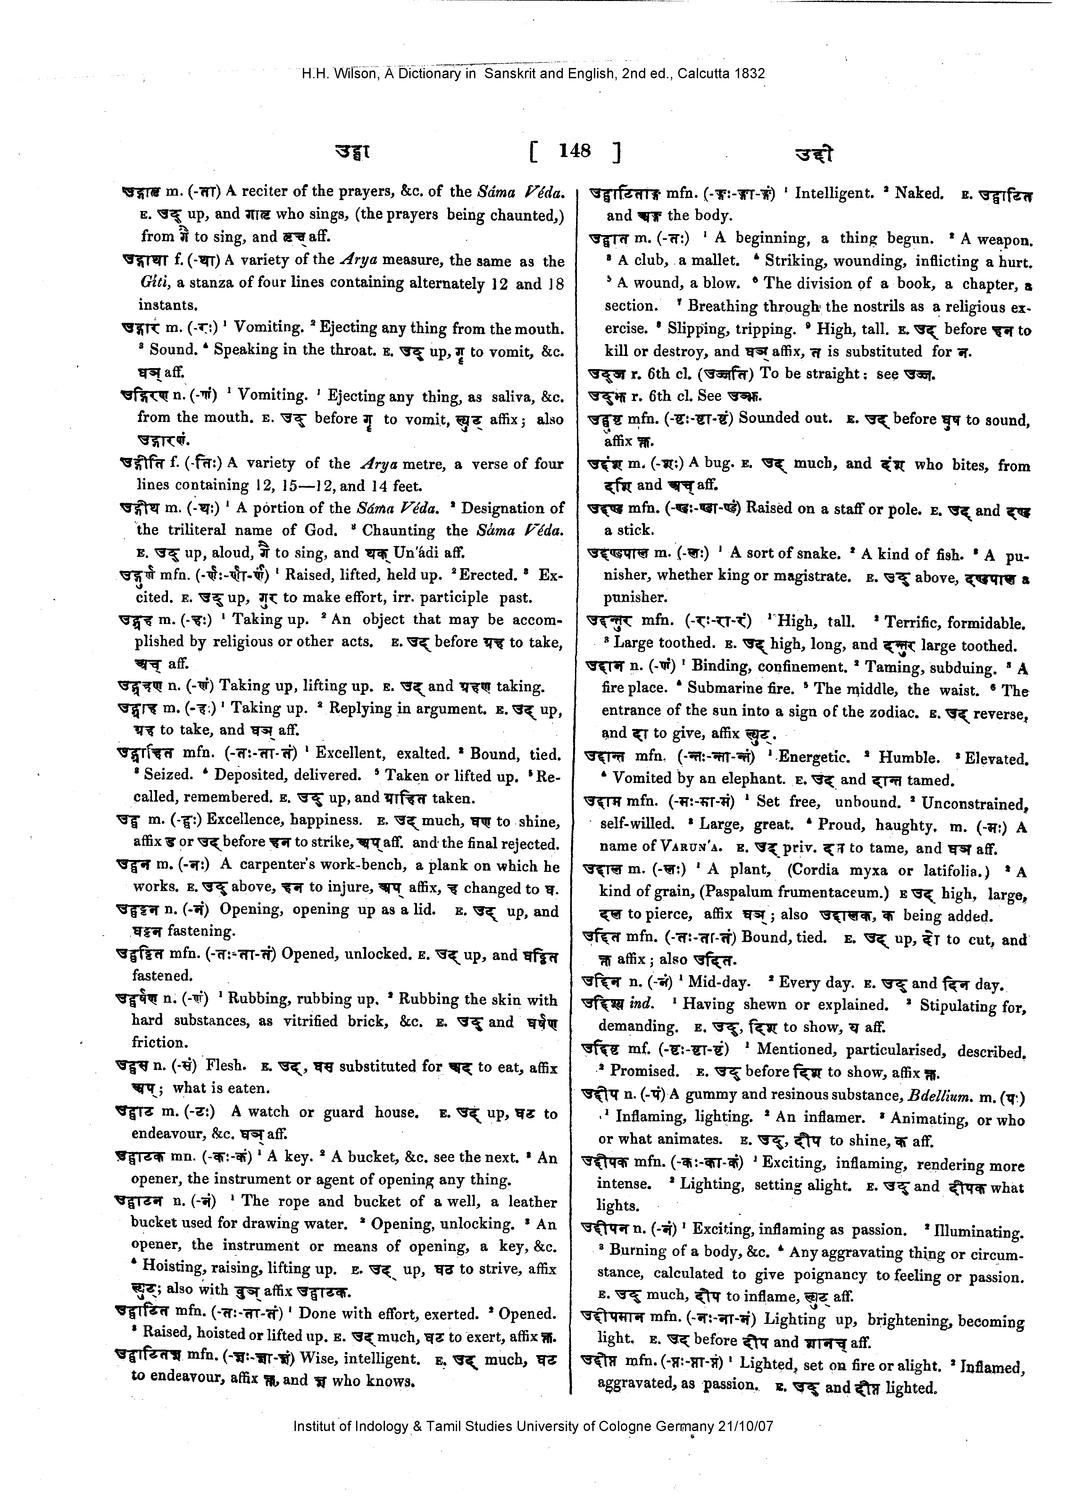 H.H. Wilson, A Dictionary in Sanskrit and English, 2nd ed., Calcutta 1832
उद्गा [ 148 ] उद्दी
उद्गातृ m. (-ता) A reciter of the prayers, &c. of the Sáma Véda.
E. उद् up, and गातृ who sings, (the prayers being chaunted,)
from गै to sing, and तृच् aff.
उद्गाथा f. (-था) A variety of the Arya measure, the same as the
Gíti, a stanza of four lines containing alternately 12 and 18
instants.
उद्गार m. (-रः) ¹ Vomiting. ² Ejecting any thing from the mouth.
³ Sound. ⁴ Speaking in the throat. E. उद् up, गॄ to vomit, &c.
घञ् aff.
उद्गिरण n. (-णं) ¹ Vomiting. ¹ Ejecting any thing, as saliva, &c.
from the mouth. E. उद् before गॄ to vomit, ल्युट् affix; also
उद्गारणं.
उद्गीति f. (-तिः) A variety of the Arya metre, a verse of four
lines containing 12, 15—12, and 14 feet.
उद्गीथ m. (-थः) ¹ A portion of the Sáma Véda. ² Designation of
the triliteral name of God. ³ Chaunting the Sáma Véda.
E. उद् up, aloud, गै to sing, and थक् Un'ádi aff.
उद्गूर्ण mfn. (-र्णः-र्णा-र्णं) ¹ Raised, lifted, held up. ² Erected. ³ Ex-
cited. E. उद् up, गुर to make effort, irr. participle past.
उद्ग्रह m. (-हः) ¹ Taking up. ² An object that may be accom-
plished by religious or other acts. E. उद् before ग्रह to take,
अच् aff.
उद्ग्रहण n. (-णं) Taking up, lifting up. E. उद् and ग्रहण taking.
उद्ग्राह m. (-हः) ¹ Taking up. ² Replying in argument. E. उद् up,
ग्रह to take, and घञ् aff.
उद्ग्राहित mfn. (-तः-ता-तं) ¹ Excellent, exalted. ² Bound, tied.
³ Seized. ⁴ Deposited, delivered. ⁵ Taken or lifted up. ⁶ Re-
called, remembered. E. उद् up, and ग्राहित taken.
उद्घ m. (-द्घः) Excellence, happiness. E. उद् much, घण to shine,
affix ड or उद् before हन to strike, अप् aff. and the final rejected.
उद्घन m. (-नः) A carpenter's work-bench, a plank on which he
works. E. उद् above, हन to injure, अप् affix, ह changed to घ.
उद्घट्टन n. (-नं) Opening, opening up as a lid. E. उद् up, and
घट्टन fastening.
उद्घट्टित mfn. (-तः-ता-तं) Opened, unlocked. E. उद् up, and घट्टित
fastened.
उद्घर्षण n. (-णं) ¹ Rubbing, rubbing up. ² Rubbing the skin with
hard substances, as vitrified brick, &c. E. उद् and घर्षण
friction.
उद्घस n. (-सं) Flesh. E. उद्, घस substituted for अद् to eat, affix
अप्; what is eaten.
उद्घाट m. (-टः) A watch or guard house. E. उद् up, घट to
endeavour, &c. घञ् aff.
उद्घाटक mn. (-कः-कं) ¹ A key. ² A bucket, &c. see the next. ³ An
opener, the instrument or agent of opening any thing.
उद्घाटन n. (-नं) ¹ The rope and bucket of a well, a leather
bucket used for drawing water. ² Opening, unlocking. ³ An
opener, the instrument or means of opening, a key, &c.
⁴ Hoisting, raising, lifting up. E. उद् up, घट to strive, affix
ल्युट्; also with वुञ् affix उद्घाटक.
उद्घाटित mfn. (-तः-ता-तं) ¹ Done with effort, exerted. ² Opened.
³ Raised, hoisted or lifted up. E. उद् much, घट to exert, affix क्त.
उद्घाटितज्ञ mfn. (-ज्ञः-ज्ञा-ज्ञं) Wise, intelligent. E. उद् much, घट
to endeavour, affix क्त, and ज्ञ who knows.
उद्घाटिताङ्ग mfn. (-ङ्गः-ङ्गा-ङ्गं) ¹ Intelligent. ² Naked. E. उद्घाटित
and अङ्ग the body.
उद्घात m. (-तः) ¹ A beginning, a thing begun. ² A weapon.
³ A club, a mallet. ⁴ Striking, wounding, inflicting a hurt.
⁵ A wound, a blow. ⁶ The division of a book, a chapter, a
section. ⁷ Breathing through the nostrils as a religious ex-
ercise. ⁸ Slipping, tripping. ⁹ High, tall. E. उद् before हन to
kill or destroy, and घञ् affix, त is substituted for न.
उद्ज r. 6th cl. (उज्जति) To be straight; see उज्ज.
उद्झ r. 6th cl. See उज्झ.
उद्घुष्ट mfn. (-ष्टः-ष्टा-ष्टं) Sounded out. E. उद् before घुष to sound,
affix क्त.
उद्दंश m. (-शः) A bug. E. उद् much, and दंश who bites, from
दशि and अच् aff.
उद्दण्ड mfn. (-ण्डः-ण्डा-ण्डं) Raised on a staff or pole. E. उद् and दण्ड
a stick.
उद्दण्डपाल m. (-लः) ¹ A sort of snake. ² A kind of fish. ³ A pu-
nisher, whether king or magistrate. E. उद् above, दण्डपाल a
punisher.
उद्दन्तुर mfn. (-रः-रा-रं) ¹ High, tall. ² Terrific, formidable.
³ Large toothed. E. उद् high, long, and दन्तुर large toothed.
उद्दान n. (-नं) ¹ Binding, confinement. ² Taming, subduing. ³ A
fire place. ⁴ Submarine fire. ⁵ The middle, the waist. ⁶ The
entrance of the sun into a sign of the zodiac. E. उद् reverse,
and दा to give, affix ल्युट्.
उद्दान्त mfn. (-न्तः-न्ता-न्तं) ¹ Energetic. ² Humble. ³ Elevated.
⁴ Vomited by an elephant. E. उद् and दान्त tamed.
उद्दाम mfn. (-मः-मा-मं) ¹ Set free, unbound. ² Unconstrained,
self-willed. ³ Large, great. ⁴ Proud, haughty. m. (-मः) A
name of VARUN'A. E. उद् priv. दम to tame, and घञ् aff.
उद्दाल m. (-लः) ¹ A plant, (Cordia myxa or latifolia.) ² A
kind of grain, (Paspalum frumentaceum.) E उद् high, large,
दल to pierce, affix घञ्; also उद्दालक, क being added.
उद्दित mfn. (-तः-ता-तं) Bound, tied. E. उद् up, दो to cut, and
क्त affix; also उदित.
उद्दिन n. (-नं) ¹ Mid-day. ² Every day. E. उद् and दिन day.
उद्दिश्य ind. ¹ Having shewn or explained. ² Stipulating for,
demanding. E. उद्, दिश to show, य aff.
उद्दिष्ट mf. (-ष्टः-ष्टा-ष्टं) ¹ Mentioned, particularised, described.
² Promised. E. उद् before दिश to show, affix क्त.
उद्दीप n. (-पं) A gummy and resinous substance, Bdellium. m. (पः)
¹ Inflaming, lighting. ² An inflamer. ³ Animating, or who
or what animates. E. उद्, दीप to shine, क aff.
उद्दीपक mfn. (-कः-का-कं) ¹ Exciting, inflaming, rendering more
intense. ² Lighting, setting alight. E. उद् and दीपक what
lights.
उद्दीपन n. (-नं) ¹ Exciting, inflaming as passion. ² Illuminating.
³ Burning of a body, &c. ⁴ Any aggravating thing or circum-
stance, calculated to give poignancy to feeling or passion.
E. उद् much, दीप to inflame, ल्युट् aff.
उद्दीपमान mfn. (-नः-ना-नं) Lighting up, brightening, becoming
light. E. उद् before दीप and शानच् aff.
उद्दीप्त mfn. (-प्तः-प्ता-प्तं) ¹ Lighted, set on fire or alight. ² Inflamed,
aggravated, as passion. E. उद् and दीप्त lighted.
Institut of Indology & Tamil Studies University of Cologne Germany 21/10/07